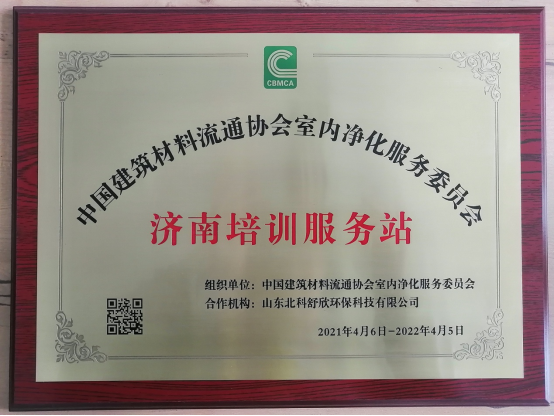 CBMCA
中国建筑材料流通协会室内净化服务委员会
济南培训服务站
组织单位：中国建筑材料流通协会室内净化服务委员会
合作机构：山东北科舒欣环保科技有限公司
2021年4月6日-2022年4月5日